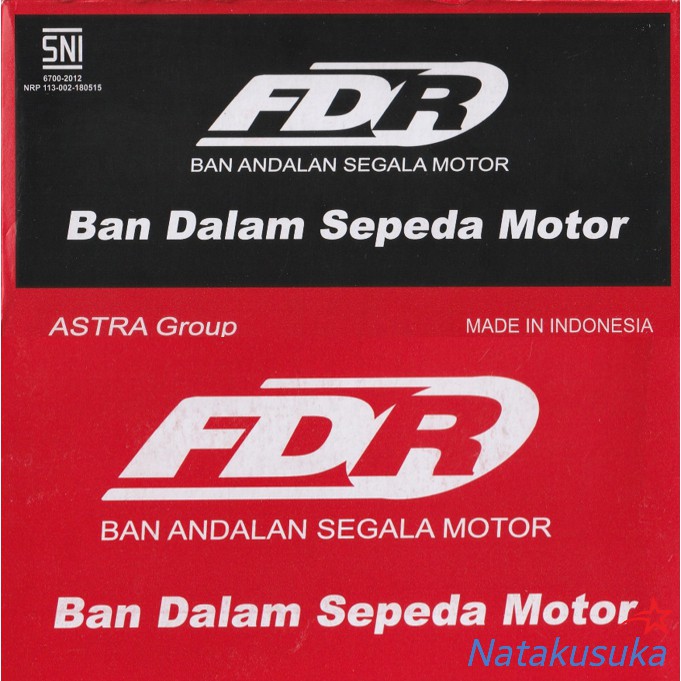 SNI
6700-2012
NRP 113-002-180515
FDR
BAN ANDALAN SEGALA MOTOR
Ban Dalam Sepeda Motor
ASTRA Group
MADE IN INDONESIA
FDR
BAN ANDALAN SEGALA MOTOR
Ban Dalam Sepeda Motor
Natakusuka